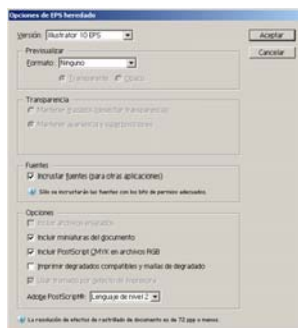 Opciones de EPS heredado
Versión: Illustrator 10 EPS
Aceptar
Cancelar
Previsualizar
Formato: Ninguno
Transparente Opaco
Transparencia
Mantener trazados (desechar transparencia)
Mantener apariencia y sobreimpresiones
Fuentes
Incrustar fuentes (para otras aplicaciones)
Sólo se incrustarán las fuentes con los bits de permiso adecuados.
Opciones
Incluir archivos enlazados
Incluir miniaturas del documento
Incluir PostScript CMYK en archivos RGB
Imprimir degradados compatibles y mallas de degradado
Usar trazado por defecto de impresora
Adobe PostScript®: Lenguaje de nivel 2
La resolución de efectos de rastrillado de documento es de 72 ppp o menos.